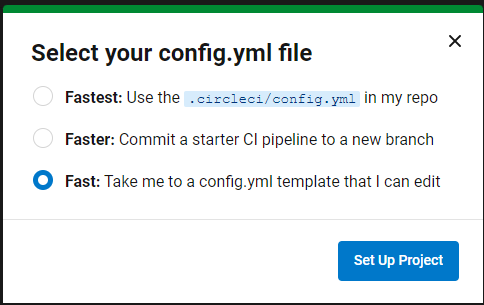 Select your config.yml file
Fastest: Use the .circleci/config.yml in my repo
Faster: Commit a starter CI pipeline to a new branch
Fast: Take me to a config.yml template that I can edit
Set Up Project